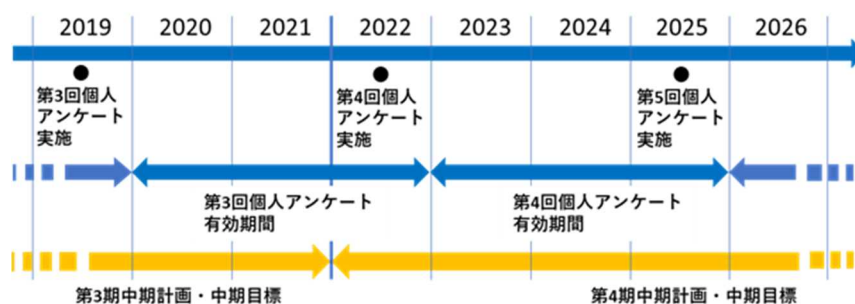 2019 2020 2021 2022 2023 2024 2025 2026
第3回個人
アンケート
実施
第4回個人
アンケート
実施
第5回個人
アンケート
実施
第3回個人アンケート
有効期間
第4回個人アンケート
有効期間
第3期中期計画・中期目標
第4期中期計画・中期目標